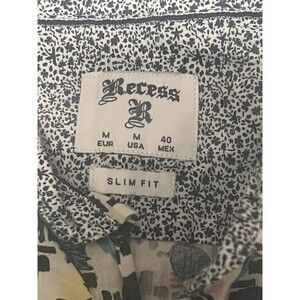 Recess
R
M M 40
EUR USA MEX
SLIM FIT